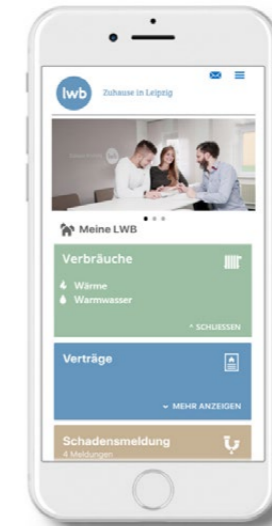 lwb
Zuhause in Leipzig
Meine LWB
Verbräuche
Wärme
Warmwasser
^ SCHLIESSEN
Verträge
MEHR ANZEIGEN
Schadensmeldung
4 Meldungen